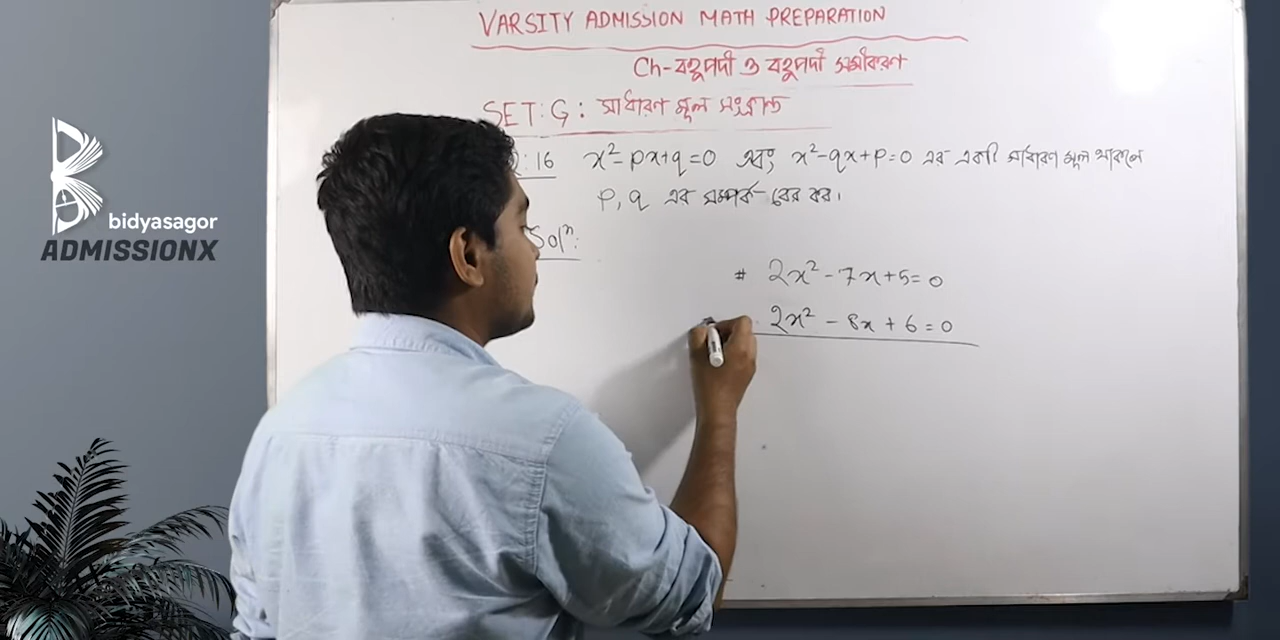 VARSITY ADMISSION MATH PREPARATION
Ch-বহুপদী ও বহুপদী সমীকরণ
SET: G: সাধারণ মূল সংক্রান্ত
:16 x²-px+q=0 এবং x²-qx+p=0 এর একটি সাধারণ মূল থাকলে
p, q এর সম্পর্ক বের কর।
Solⁿ:
# 2x²-7x+5=0
2x²-8x+6=0
bidyasagor
ADMISSIONX